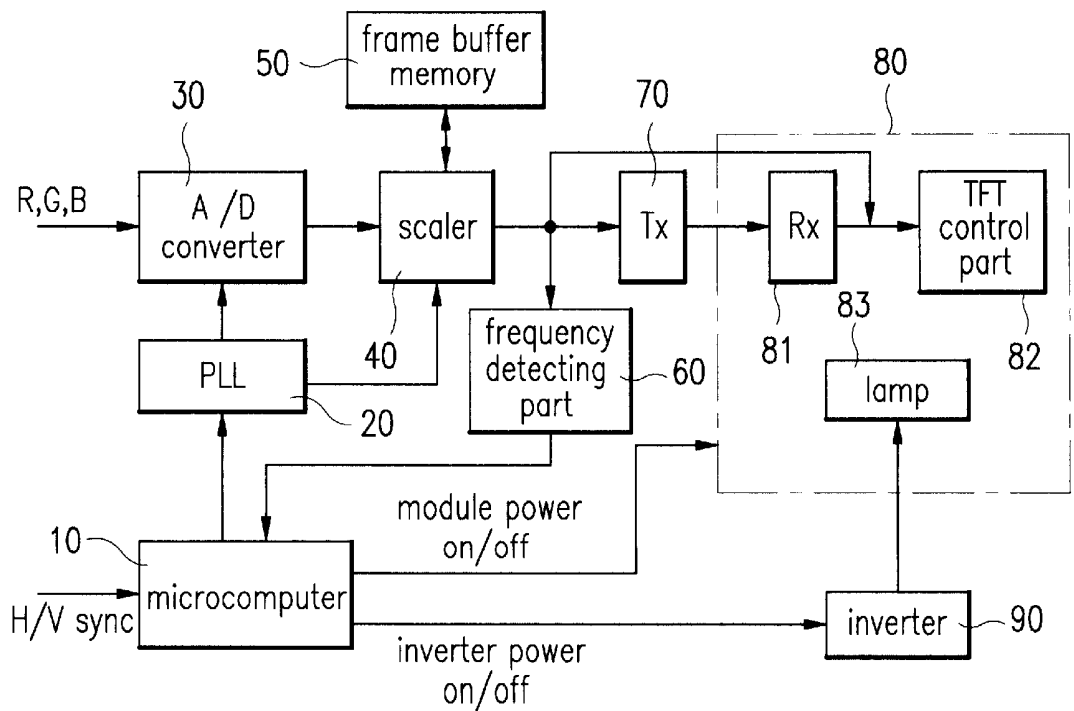 frame buffer
memory
50
80
30
70
R,G,B
A/D
converter
scaler
Tx
Rx
TFT
control
part
40
frequency
detecting
part
60
81
83
82
PLL
20
lamp
module power
on/off
10
microcomputer
H/V sync
inverter
90
inverter power
on/off